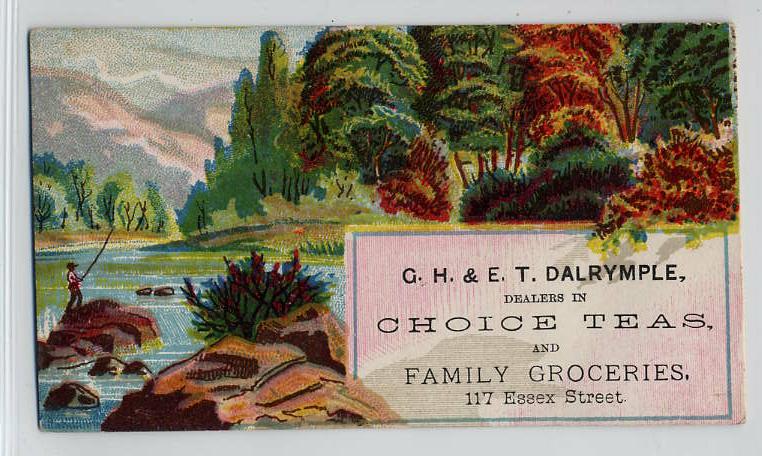 G. H. & E. T. DALRYMPLE,
DEALERS IN
CHOICE TEAS,
AND
FAMILY GROCERIES,
117 Essex Street.